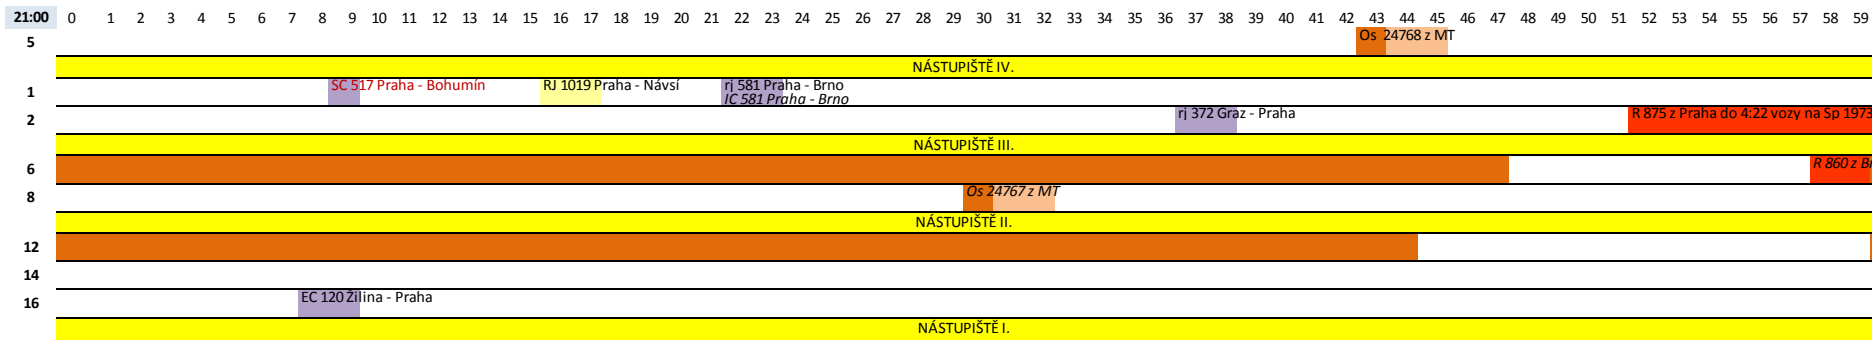 21:00 0 1 2 3 4 5 6 7 8 0 10 11 12 13 14 15 16 17 18 19 20 21 22 23 24 25 26 27 28 29 30 31 32 33 34 35 36 37 38 39 40 41 42 43 44 45 46 47 48 49 50 51 52 53 54 55 56 57 58 59
5 Os 24768 z MT
NÁSTUPIŠTĚ IV.
1 SC 517 Praha - Bohumín RJ 1019 Praha - Návsí rj 581 Praha - Brno
IC 581 Praha - Brno
2 rj 372 Graz - Praha R 875 z Praha do 4:22 vozy na Sp 1973
NÁSTUPIŠTĚ III.
6 R 860 z
8 Os 24767 z MT
NÁSTUPIŠTĚ II.
12
14
16 EC 120 Žilina - Praha
NÁSTUPIŠTĚ I.